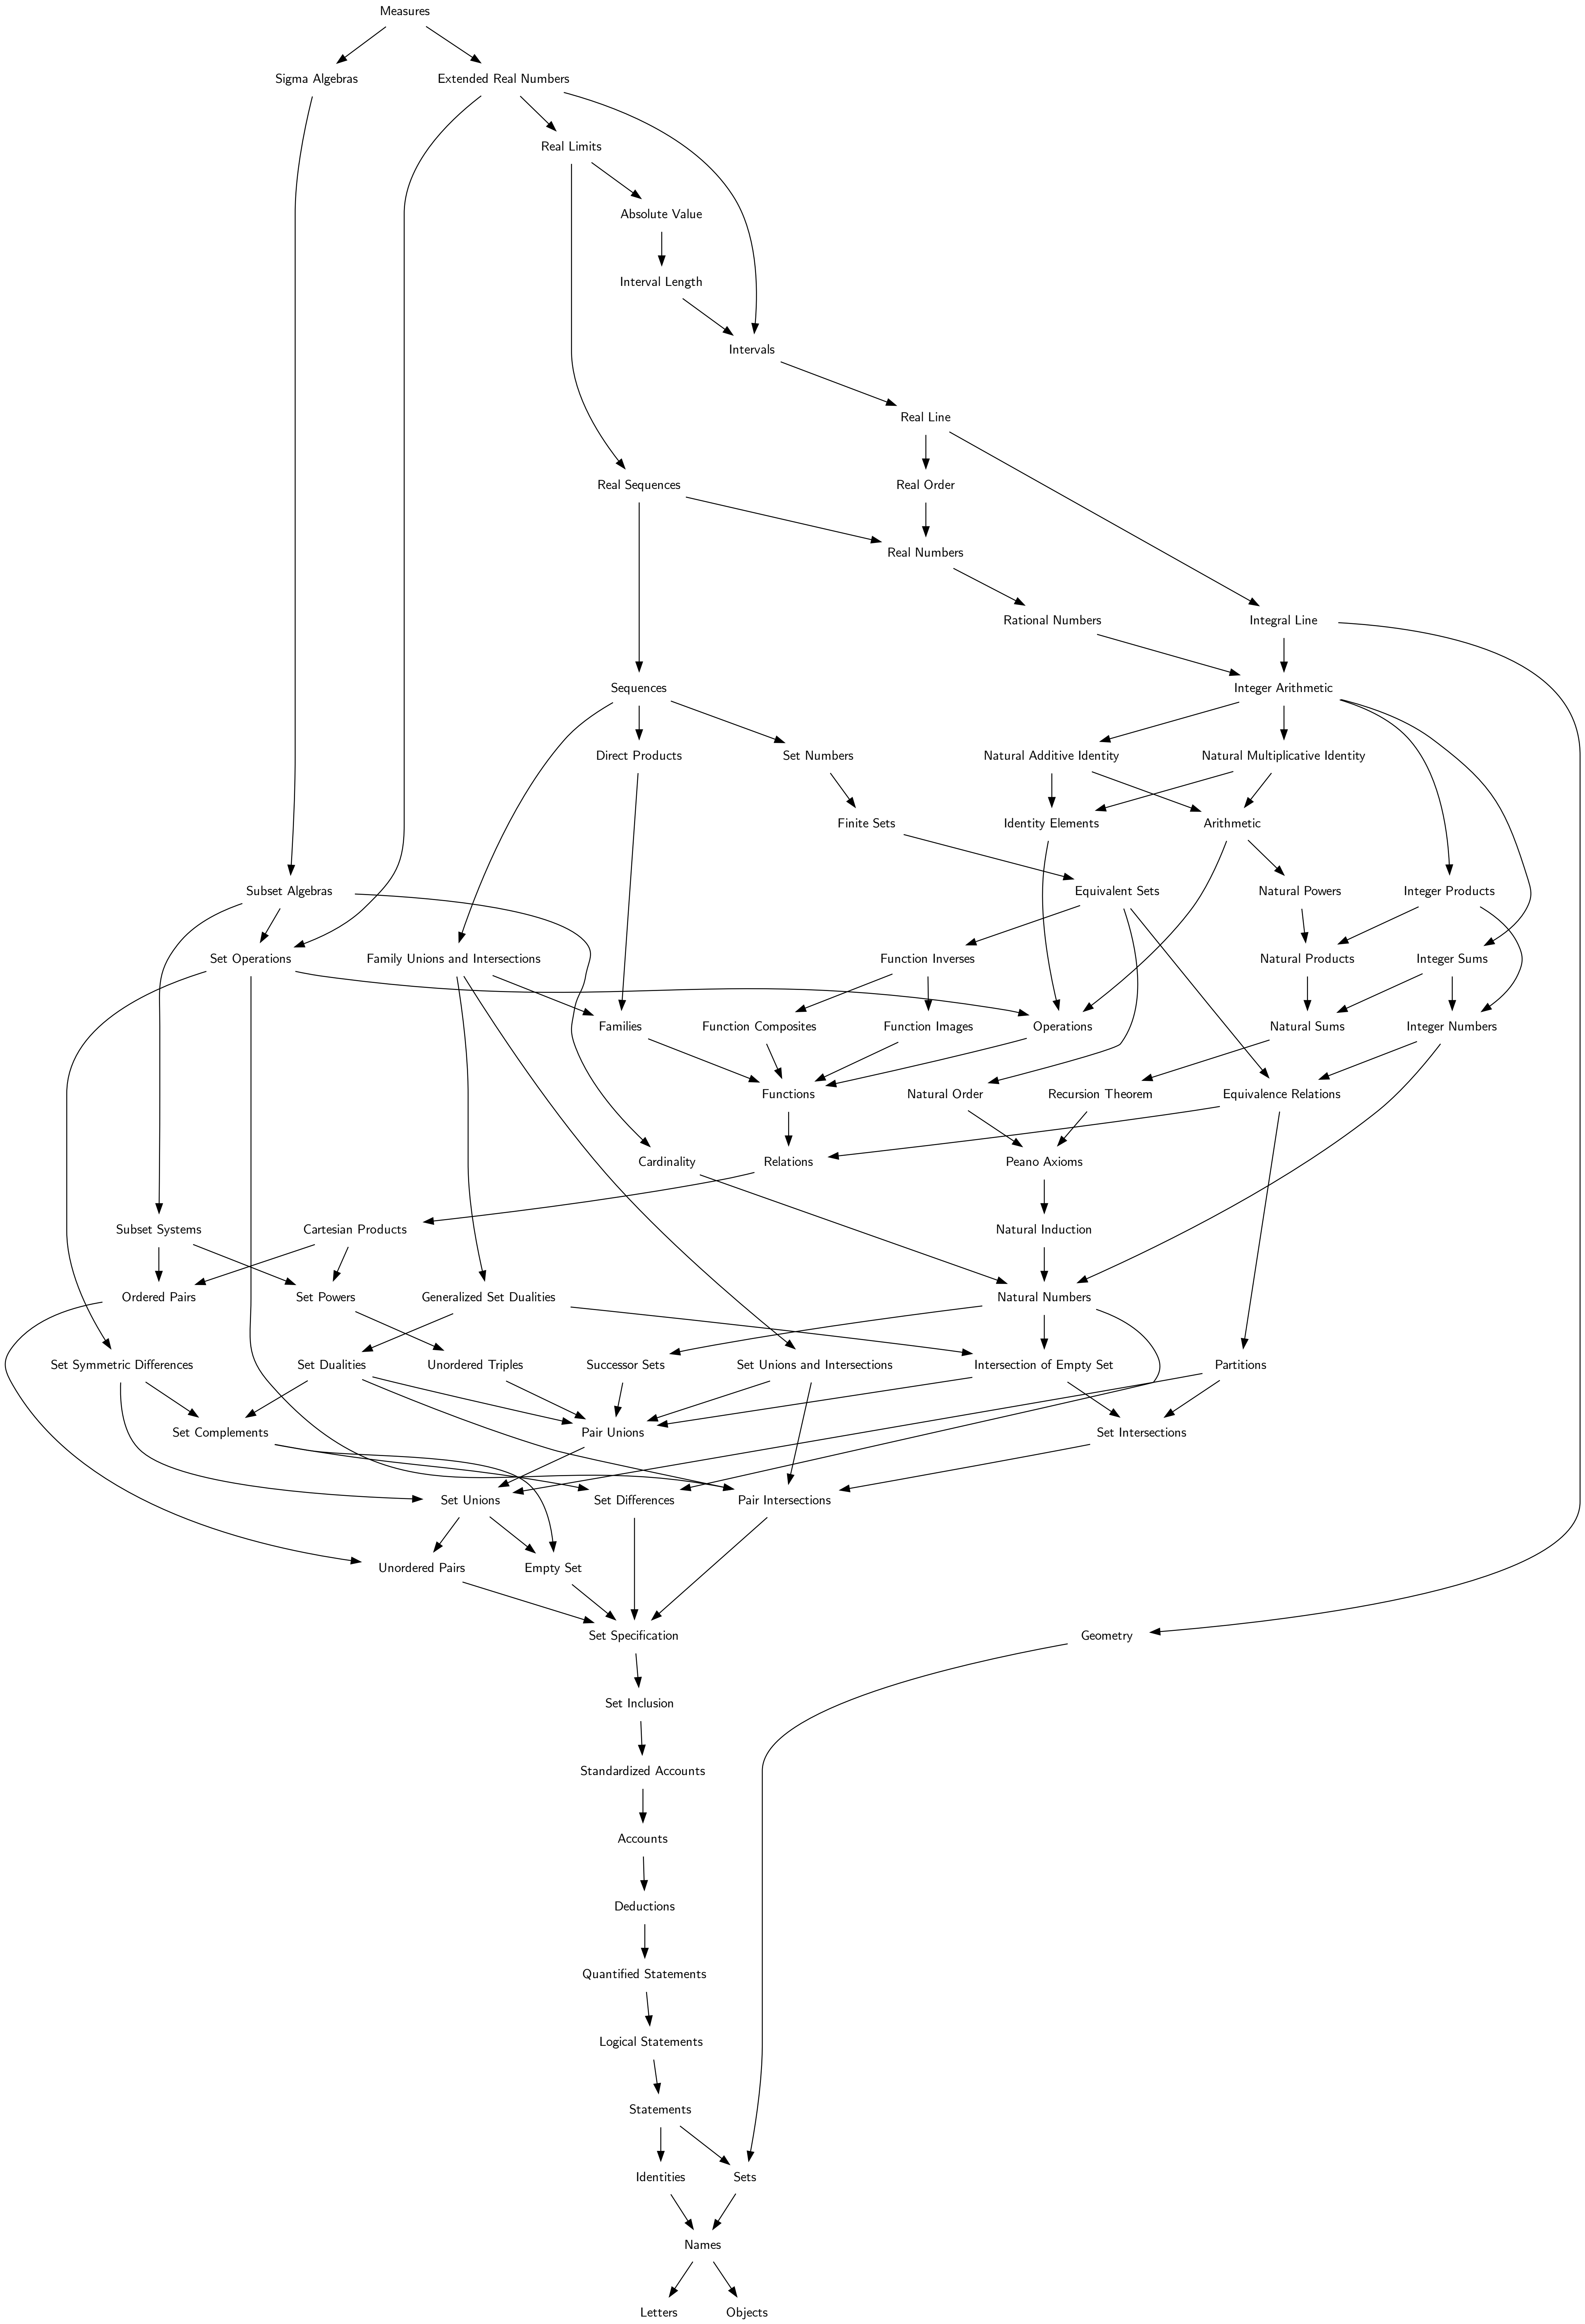 Measures
Sigma Algebras
Extended Real Numbers
Real Limits
Absolute Value
Interval Length
Intervals
Real Line
Real Sequences
Real Order
Real Numbers
Rational Numbers
Integral Line
Sequences
Integer Arithmetic
Direct Products
Set Numbers
Natural Additive Identity
Natural Multiplicative Identity
Finite Sets
Identity Elements
Arithmetic
Subset Algebras
Equivalent Sets
Natural Powers
Integer Products
Set Operations
Family Unions and Intersections
Function Inverses
Natural Products
Integer Sums
Families
Function Composites
Function Images
Operations
Natural Sums
Integer Numbers
Functions
Natural Order
Recursion Theorem
Equivalence Relations
Cardinality
Relations
Peano Axioms
Subset Systems
Cartesian Products
Natural Induction
Ordered Pairs
Set Powers
Generalized Set Dualities
Natural Numbers
Set Symmetric Differences
Set Dualities
Unordered Triples
Successor Sets
Set Unions and Intersections
Intersection of Empty Set
Partitions
Set Complements
Pair Unions
Set Intersections
Set Unions
Set Differences
Pair Intersections
Unordered Pairs
Empty Set
Set Specification
Geometry
Set Inclusion
Standardized Accounts
Accounts
Deductions
Quantified Statements
Logical Statements
Statements
Identities
Sets
Names
Letters
Objects